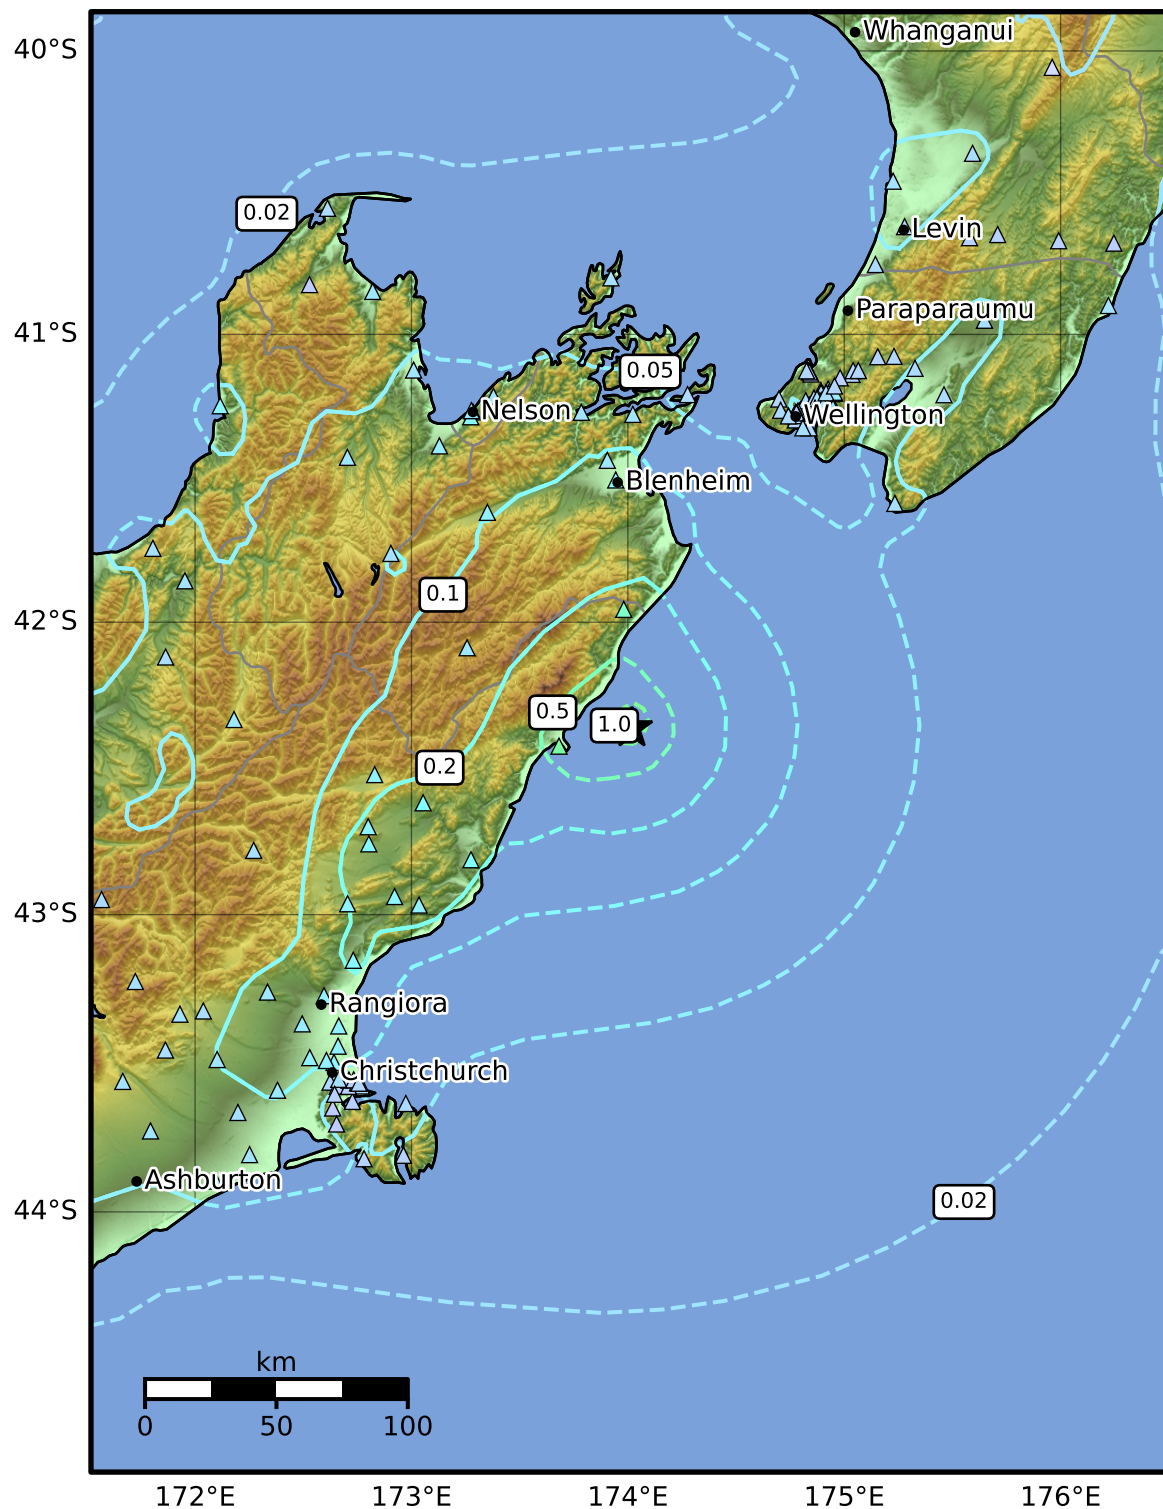 40°S
Whanganui
0.02
Levin
Paraparaumu
41°S
0.05
Nelson
Wellington
Blenheim
0.1
42°S
0.5
1.0
0.2
43°S
Rangiora
Christchurch
Ashburton
44°S
0.02
km
0
50
100
172°E
173°E
174°E
175°E
176°E